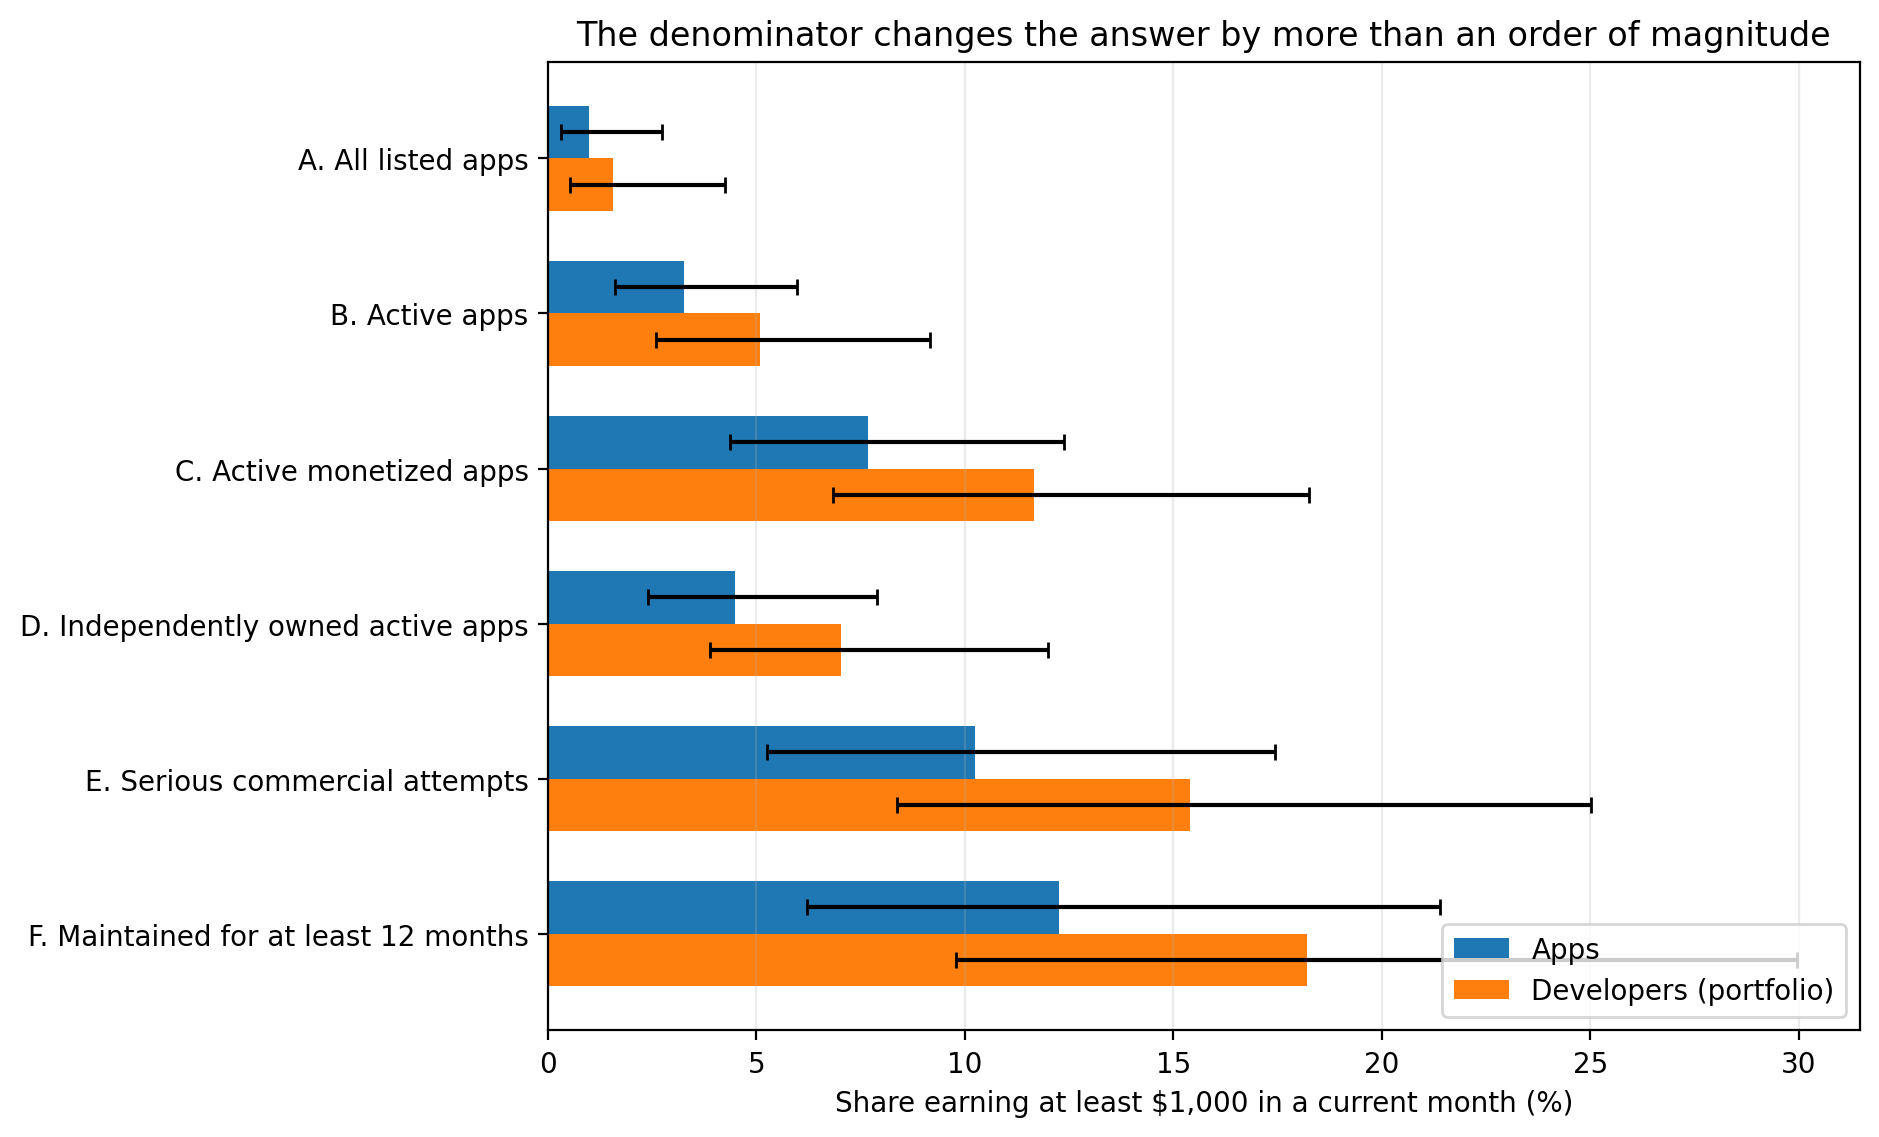 The denominator changes the answer by more than an order of magnitude
A. All listed apps
B. Active apps
C. Active monetized apps
D. Independently owned active apps
E. Serious commercial attempts
F. Maintained for at least 12 months
Apps
Developers (portfolio)
0 5 10 15 20 25 30
Share earning at least $1,000 in a current month (%)